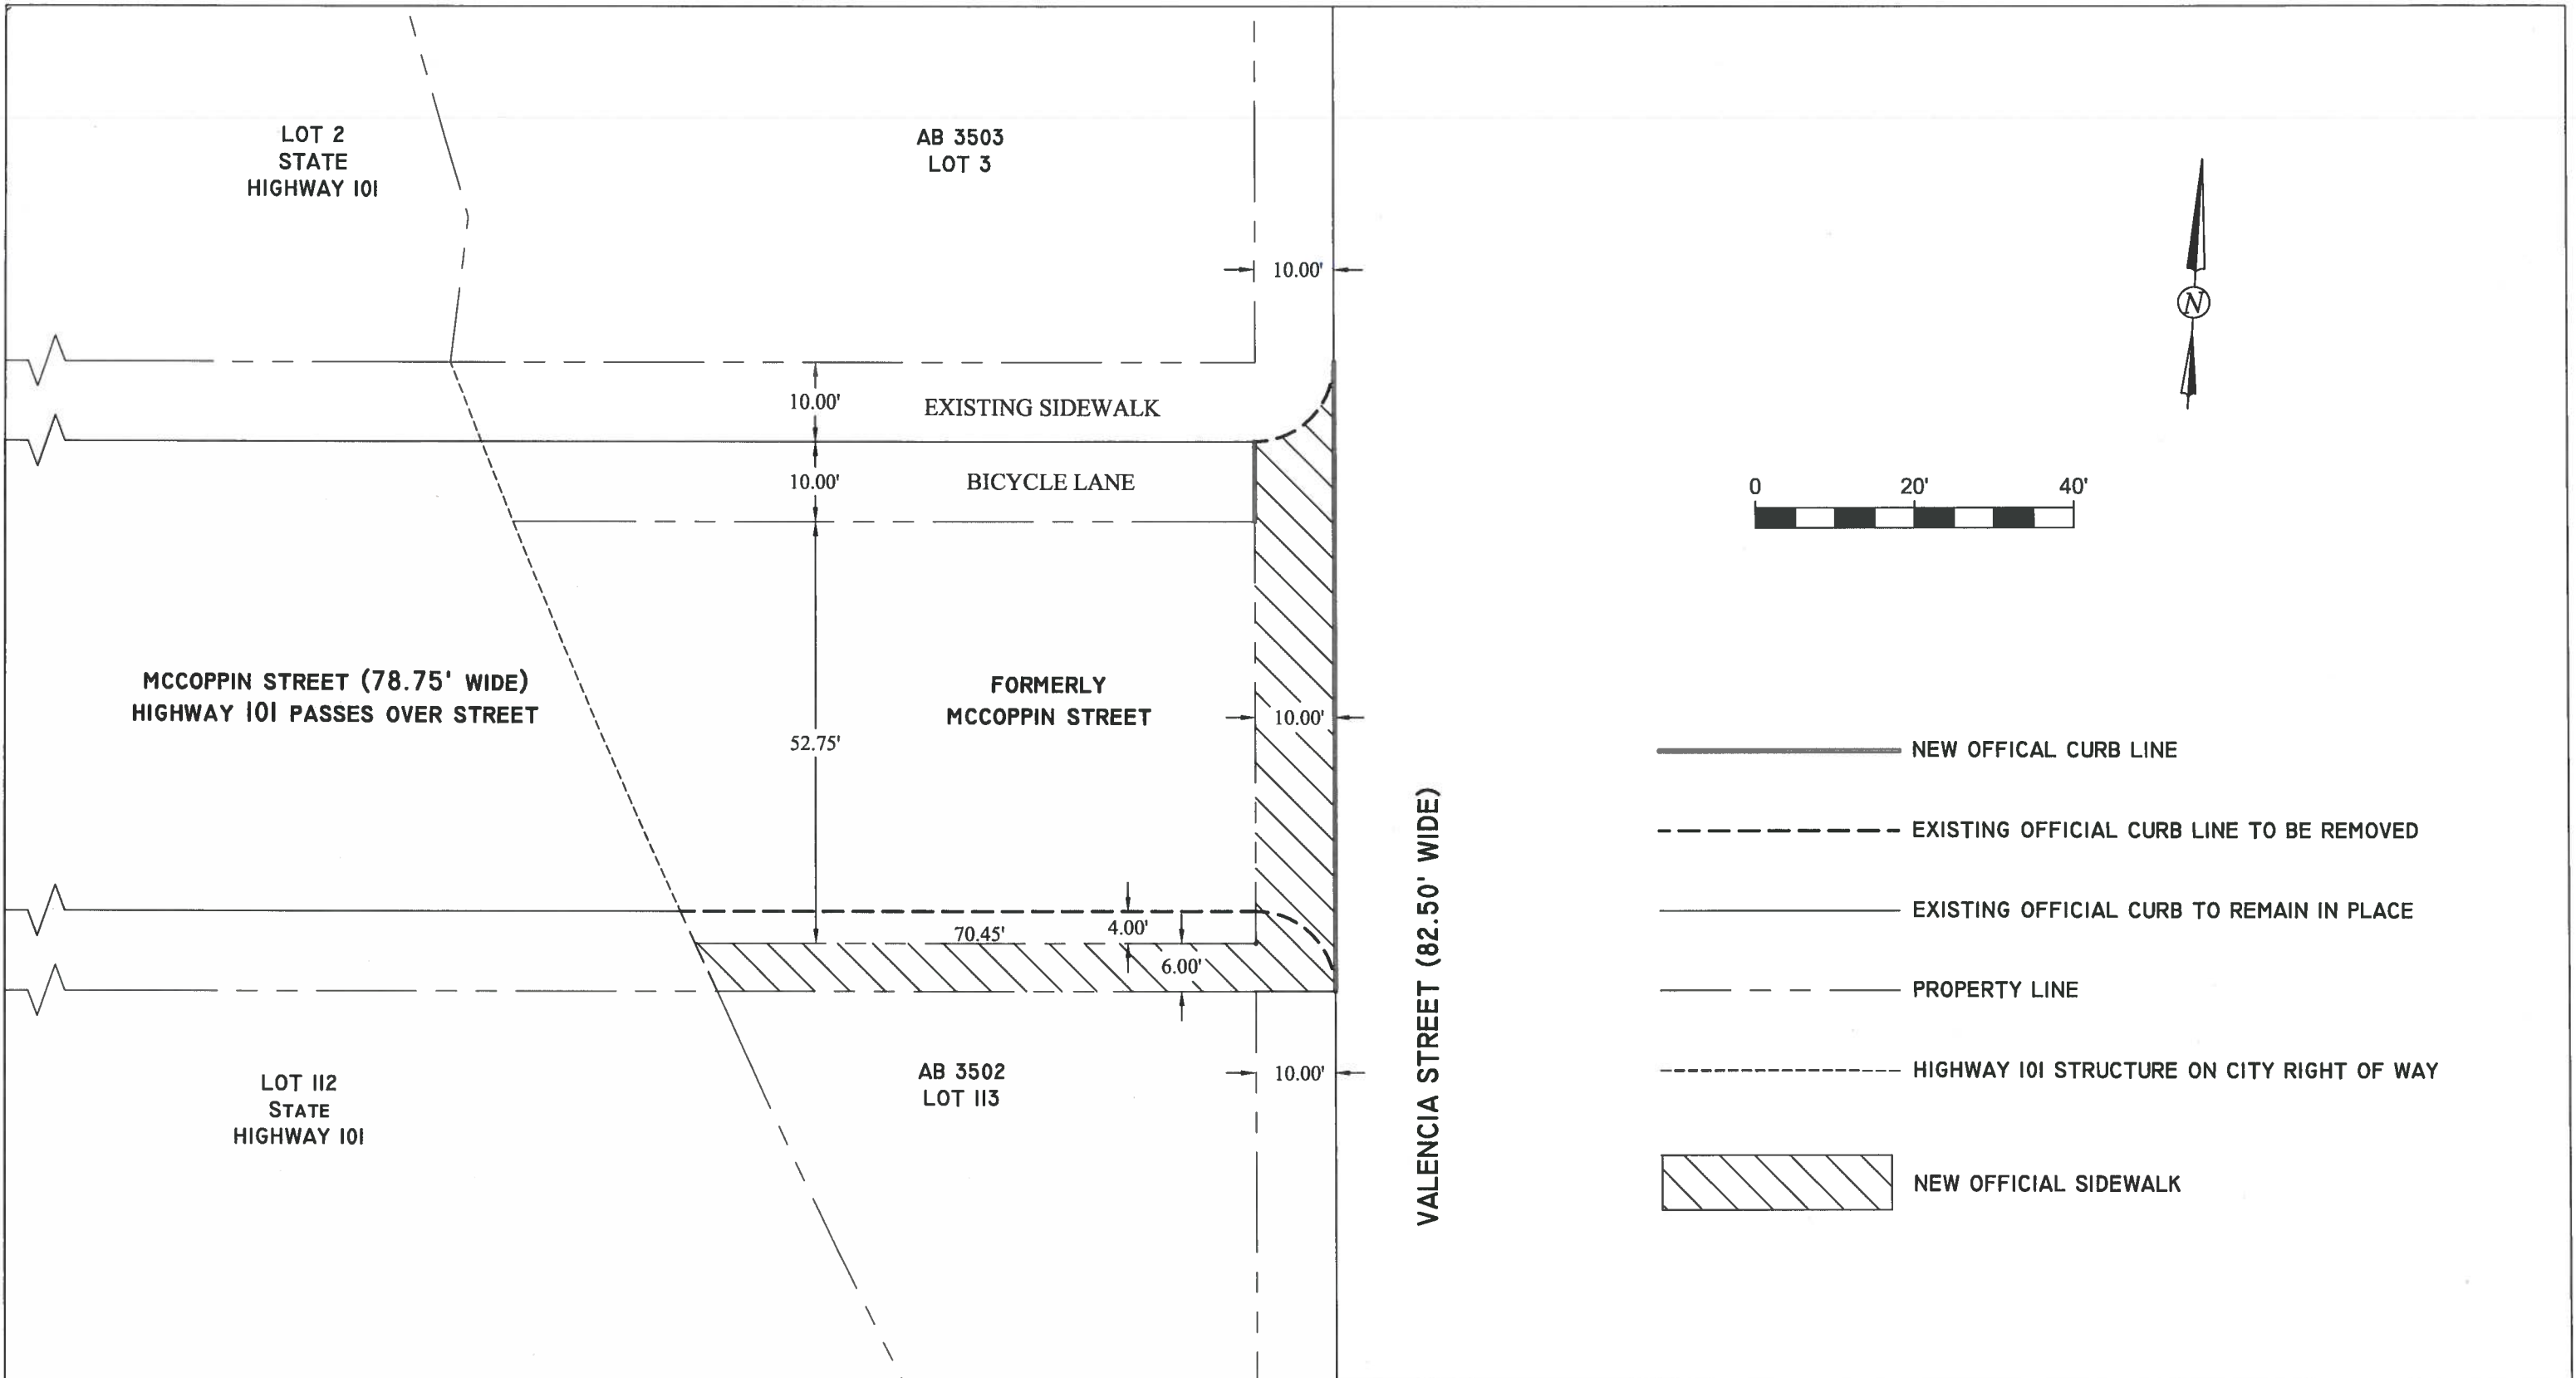 LOT 2
STATE
HIGHWAY 101
AB 3503
LOT 3
10.00'
N
10.00'
EXISTING SIDEWALK
10.00'
BICYCLE LANE
0 20' 40'
MCCOPPIN STREET (78.75' WIDE)
HIGHWAY 101 PASSES OVER STREET
FORMERLY
MCCOPPIN STREET
10.00'
52.75'
70.45'
4.00'
6.00'
VALENCIA STREET (82.50' WIDE)
NEW OFFICAL CURB LINE
EXISTING OFFICIAL CURB LINE TO BE REMOVED
EXISTING OFFICIAL CURB TO REMAIN IN PLACE
PROPERTY LINE
HIGHWAY 101 STRUCTURE ON CITY RIGHT OF WAY
NEW OFFICIAL SIDEWALK
LOT 112
STATE
HIGHWAY 101
AB 3502
LOT 113
10.00'